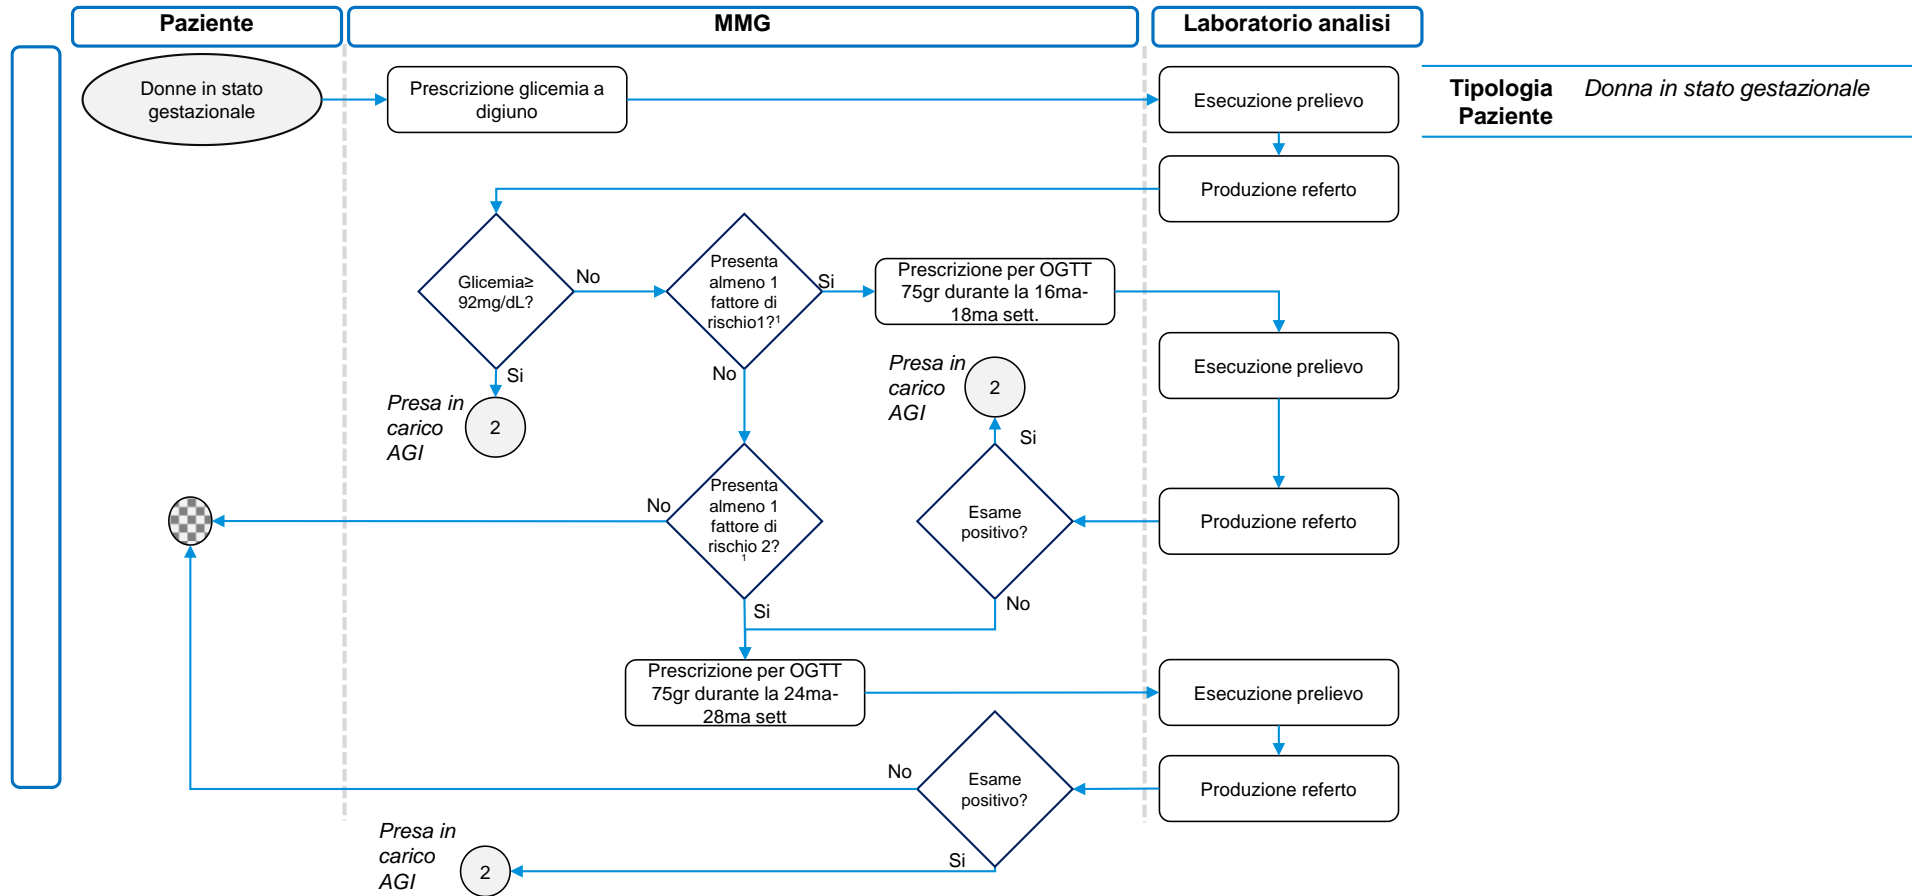 Paziente
MMG
Laboratorio analisi
Donne in stato
gestazionale
Prescrizione glicemia a
digiuno
Esecuzione prelievo
Tipologia
Paziente
Donna in stato gestazionale
Produzione referto
Glicemia≥
92mg/dL?
No
Si
Presenta
almeno 1
fattore di
rischio1?¹
Si
No
Prescrizione per OGTT
75gr durante la 16ma-
18ma sett.
Esecuzione prelievo
Presa in
carico
AGI
2
Presa in
carico
AGI
2
Si
Presenta
almeno 1
fattore di
rischio 2?
1
No
Si
Esame
positivo?
No
Produzione referto
Prescrizione per OGTT
75gr durante la 24ma-
28ma sett
Esecuzione prelievo
Produzione referto
Esame
positivo?
No
Si
Presa in
carico
AGI
2